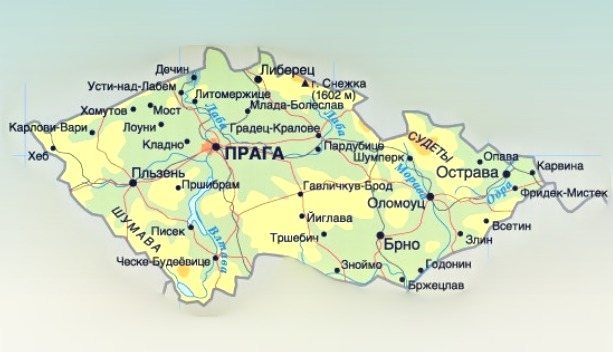 Дечин
Либерец
Усти-над-Лабем
г. Снежка
(1602 м)
Литомержице
Хомутов
Мост
Лаба
Млада-Болеслав
Лаба
Карлови-Вари
Лоуни
Градец-Кралове
СУДЕТЫ
Хеб
Кладно
ПРАГА
Пардубице
Шумперк
Опава
Карвина
Острава
Морава
Одра
Пльзень
Пршибрам
Гавличкув-Брод
Оломоуц
Фридек-Мистек
ШУМАВА
Йиглава
Всетин
Писек
Влтава
Тршебич
Брно
Злин
Ческе-Будеёвице
Зноймо
Годонин
Бржецлав